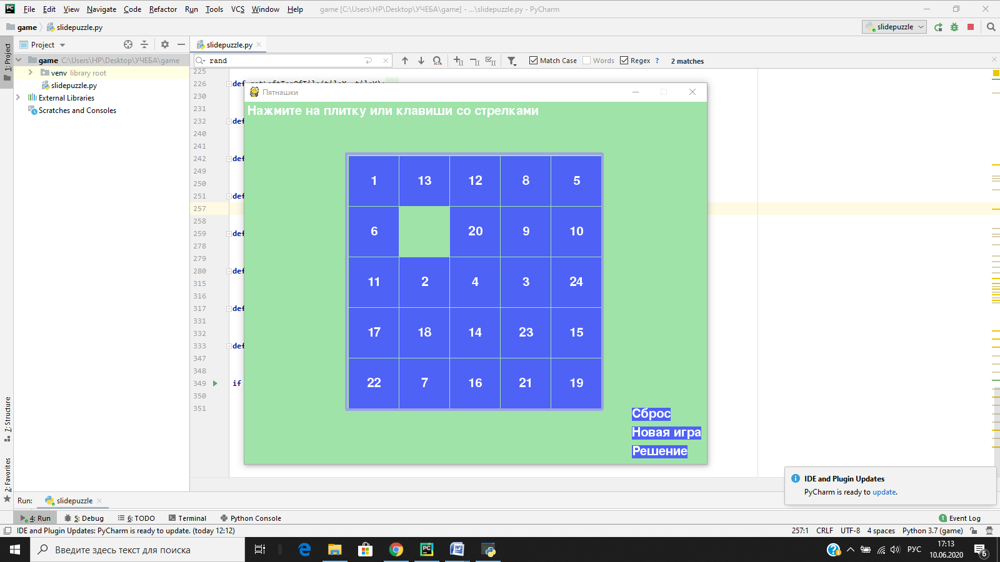 PC File Edit View Navigate Code Refactor Run Tools VCS Window Help game [C:\Users\HP\Desktop\УЧЕБА\game] - ...\slidepuzzle.py - PyCharm
game slidepuzzle.py slidepuzzle
1: Project Project slidepuzzle.py
game C:\Users\HP\Desktop\УЧЕБА\game rand Match Case Words Regex ? 2 matches
venv library root
slidepuzzle.py
External Libraries
Scratches and Consoles
225
226 def getLeftTopOfTile(tileX, tileY):
230
231
232 def
240
241
242 def
249
250
251 def
257
258
259 def
278
279
280 def
315
316
317 def
331
332
333 def
347
348
349 if
350
351
Пятнашки
Нажмите на плитку или клавиши со стрелками
1 13 12 8 5
6 20 9 10
11 2 4 3 24
17 18 14 23 15
22 7 16 21 19
Сброс
Новая игра
Решение
7: Structure
2: Favorites
IDE and Plugin Updates
PyCharm is ready to update.
Run: slidepuzzle
4: Run 5: Debug 6: TODO Terminal Python Console 1 Event Log
IDE and Plugin Updates: PyCharm is ready to update. (today 12:12) 257:1 CRLF UTF-8 4 spaces Python 3.7 (game)
Введите здесь текст для поиска РУС 17:13
10.06.2020 6